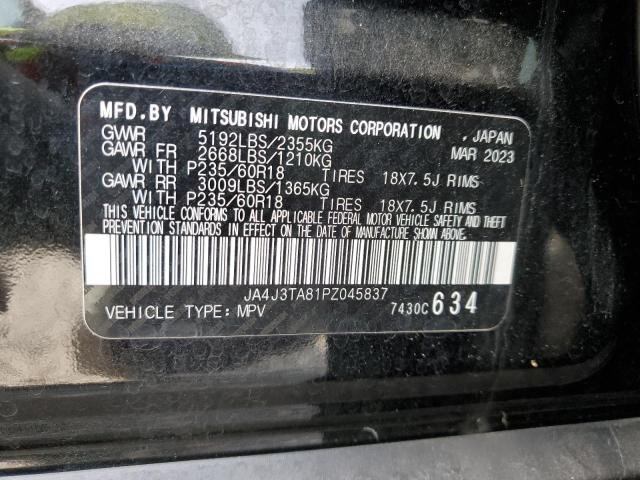 MFD.BY MITSUBISHI MOTORS CORPORATION , JAPAN
GVWR 5192LBS/2355KG MAR 2023
GAWR FR 2668LBS/1210KG
WITH P235/60R18 TIRES 18X7.5J RIMS
GAWR RR 3009LBS/1365KG
WITH P235/60R18 TIRES 18X7.5J RIMS
THIS VEHICLE CONFORMS TO ALL APPLICABLE FEDERAL MOTOR VEHICLE SAFETY AND THEFT
PREVENTION STANDARDS IN EFFECT ON THE DATE OF MANUFACTURE SHOWN ABOVE.
JA4J3TA81PZ045837
VEHICLE TYPE: MPV 7430C 634